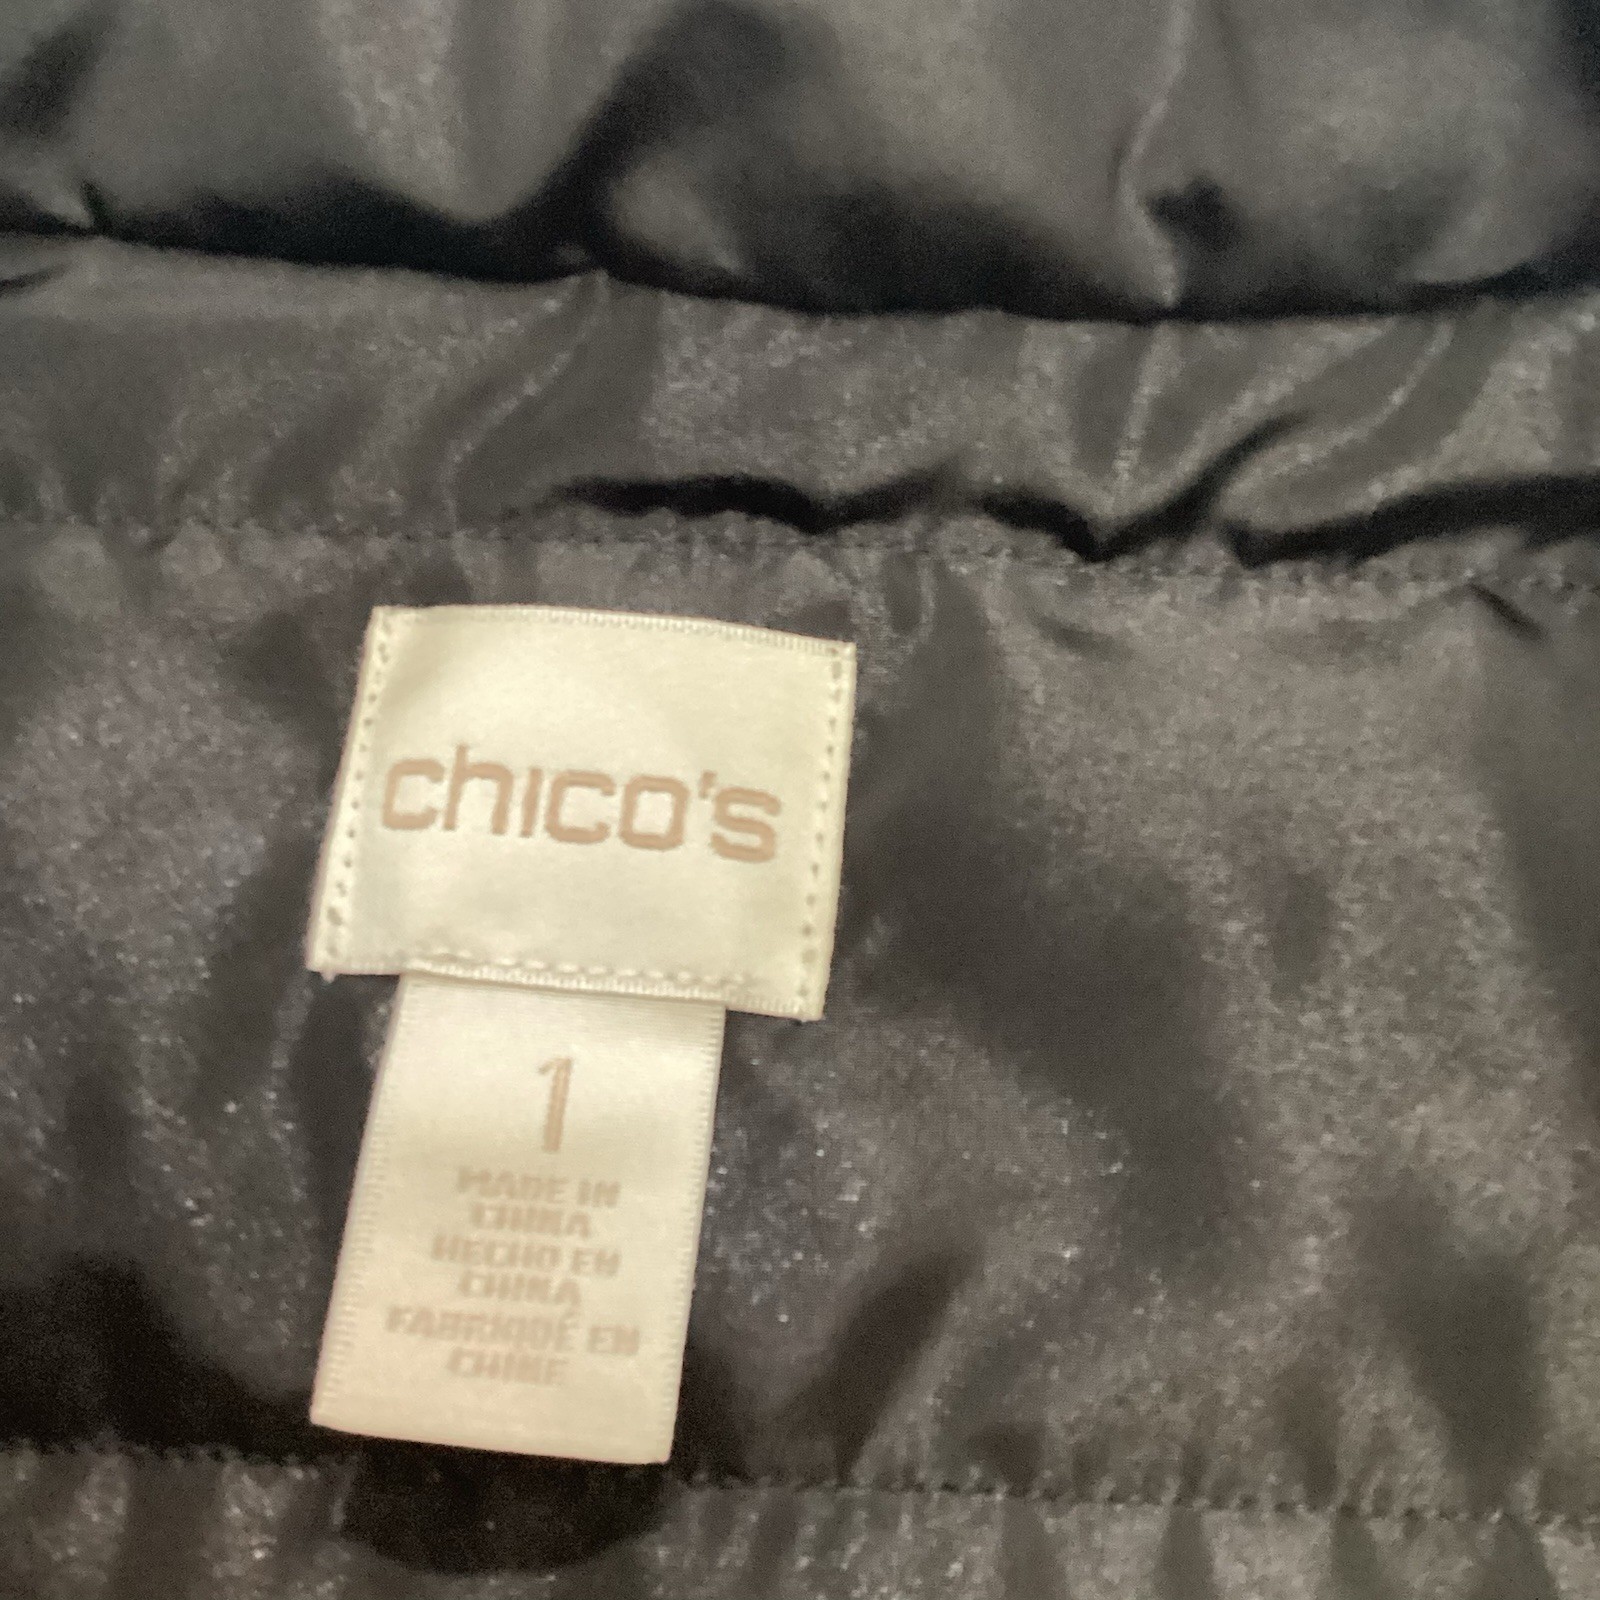 chico's
1
MADE IN
CHINA
HECHO EN
CHINA
FABRIQUÉ EN
CHINE